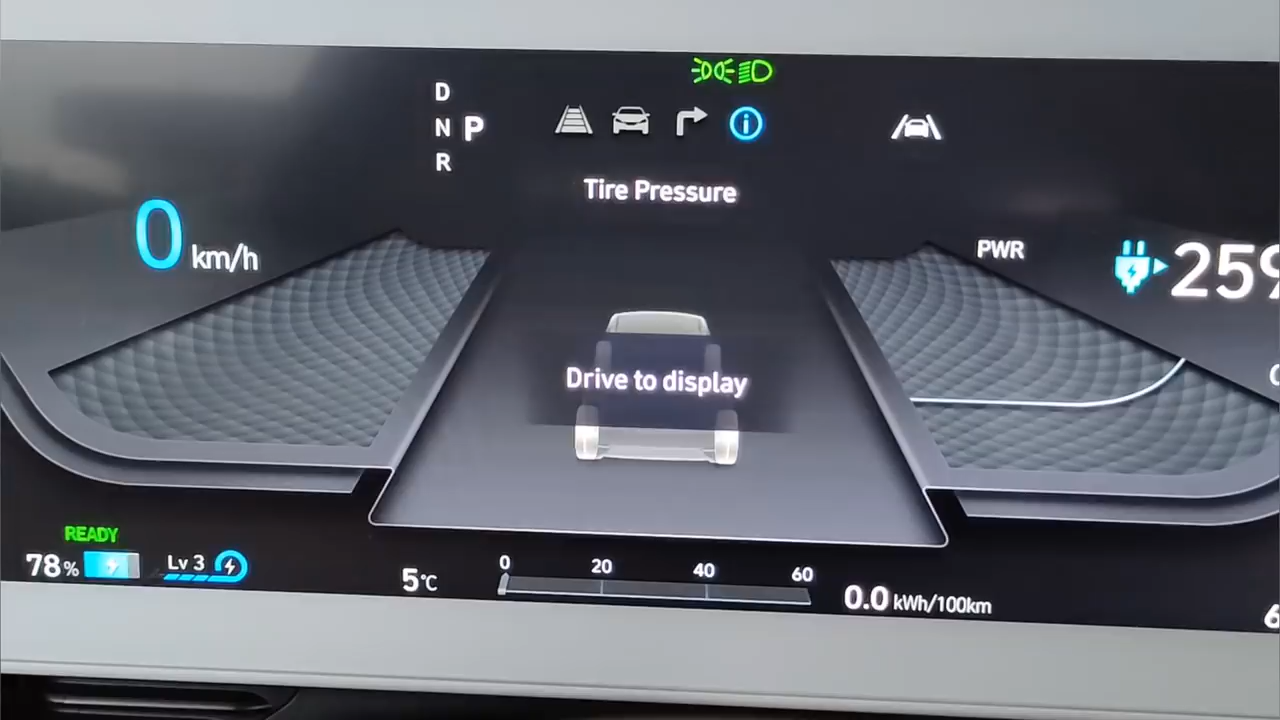 D
N P
R
Tire Pressure
0 km/h
PWR
259
Drive to display
READY
78%
Lv 3
5°C
0 20 40 60
0.0 kWh/100km